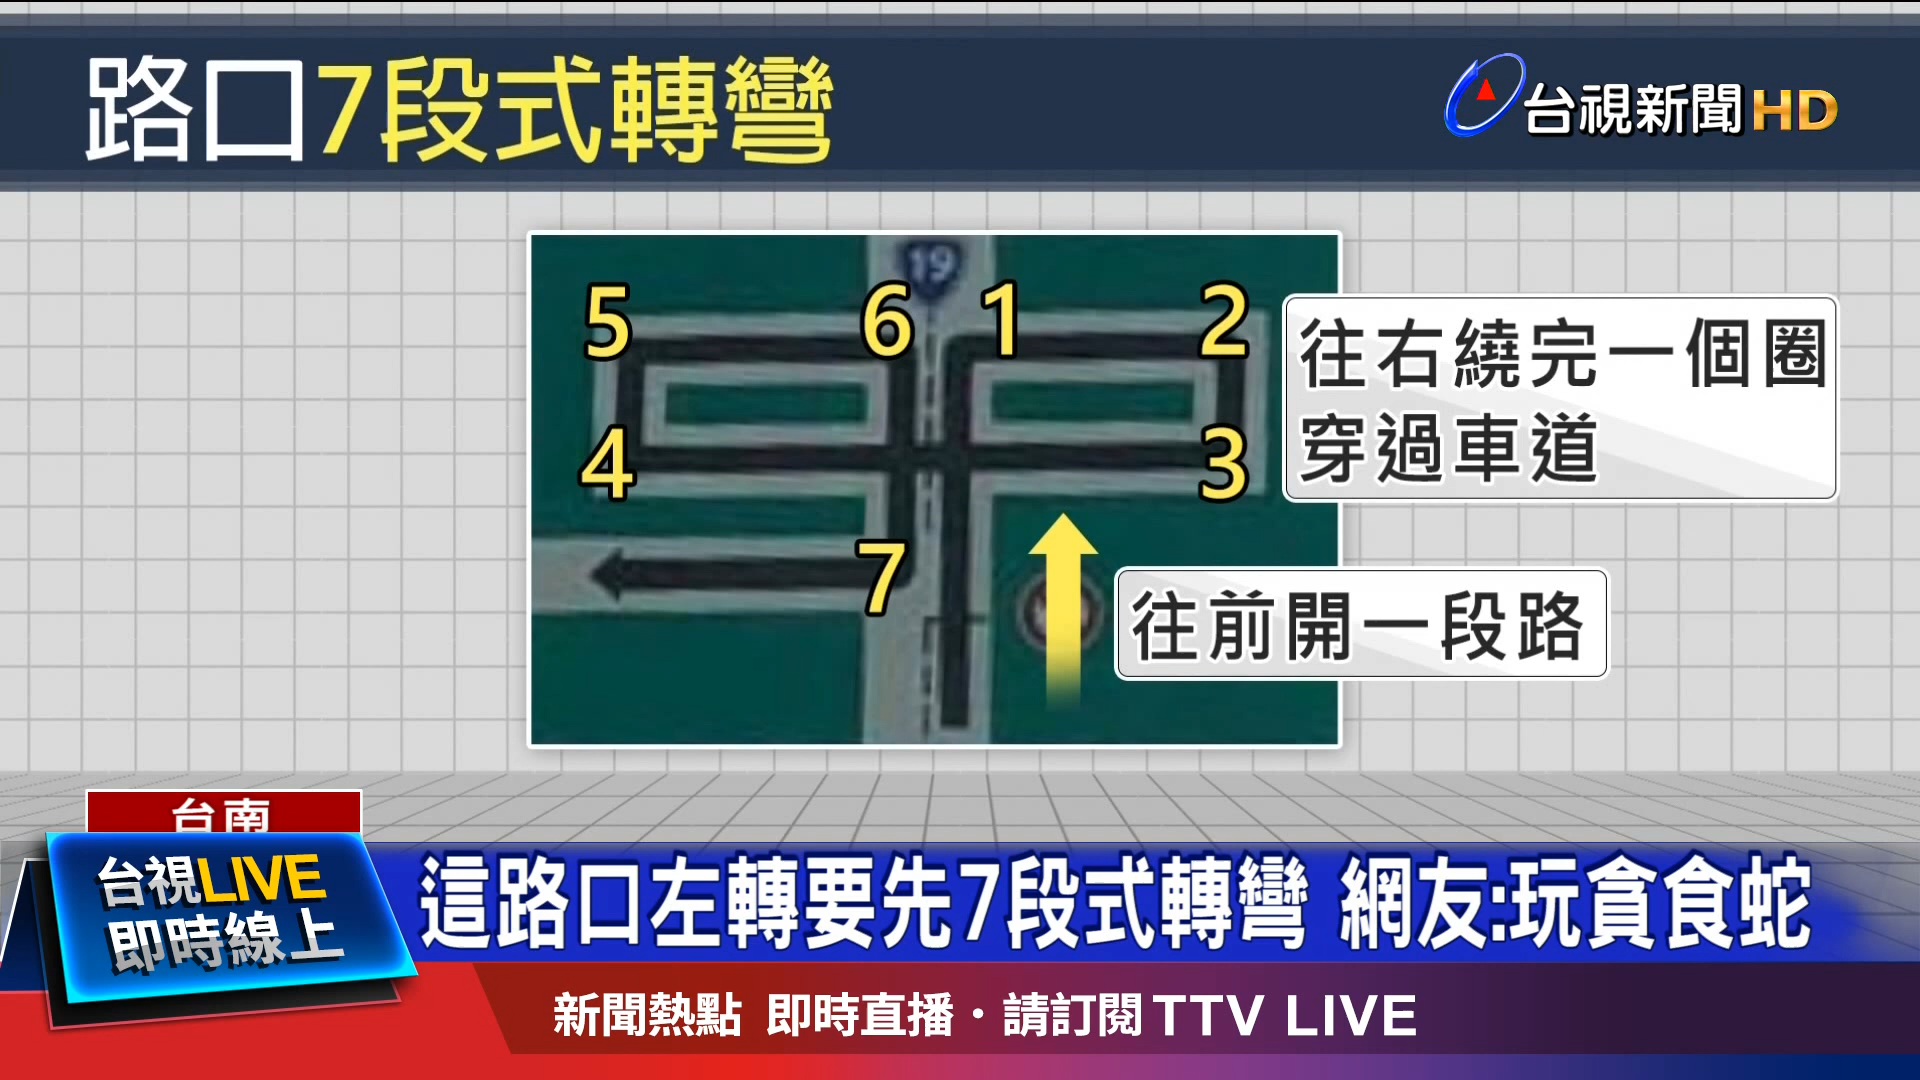 路口7段式轉彎
台視新聞HD
19
5
6
1
2
往右繞完一個圈
穿過車道
4
3
7
往前開一段路
台南
台視LIVE
即時線上
這路口左轉要先7段式轉彎 網友:玩貪食蛇
新聞熱點 即時直播·請訂閱TTV LIVE